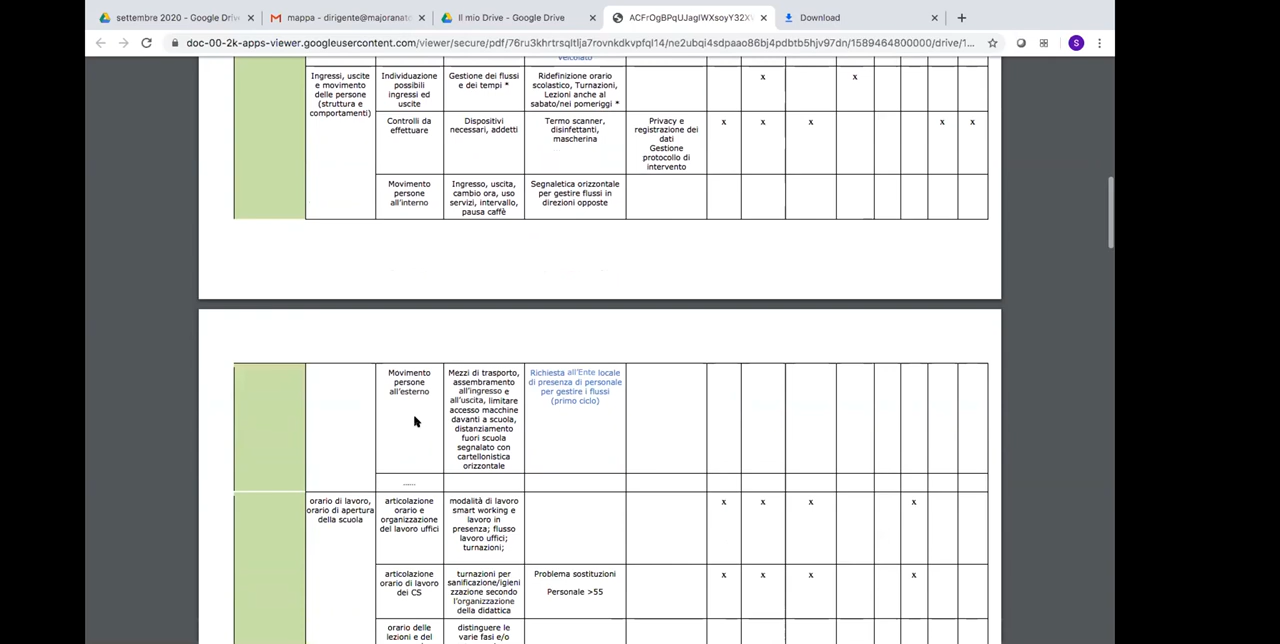 settembre 2020 - Google Driv
mappa - dirigente@majoranat
Il mio Drive - Google Drive
ACFrOgBPqUJaglWXsoyY32X
Download
doc-00-2k-apps-viewer.googleusercontent.com/viewer/secure/pdf/76ru3khrtrsqltlja7rovnkdkvpfql14/ne2ubqi4sdpaao86bj4pdbtb5hjv97dn/1589464800000/drive/1...
S
veicolato
Ingressi, uscite
e movimento
delle persone
(struttura e
comportamenti)
Individuazione
possibili
ingressi ed
uscite
Gestione dei flussi
e dei tempi *
Ridefinizione orario
scolastico, Turnazioni,
Lezioni anche al
sabato/nei pomeriggi *
x x
Controlli da
effettuare
Dispositivi
necessari, addetti
Termo scanner,
disinfettanti,
mascherina
Privacy e
registrazione dei
dati
Gestione
protocollo di
intervento
x x x x x
Movimento
persone
all'interno
Ingresso, uscita,
cambio ora, uso
servizi, intervallo,
pausa caffè
Segnaletica orizzontale
per gestire flussi in
direzioni opposte
Movimento
persone
all'esterno
Mezzi di trasporto,
assembramento
all'ingresso e
all'uscita, limitare
accesso macchine
davanti a scuola,
distanziamento
fuori scuola
segnalato con
cartellonistica
orizzontale
Richiesta all'Ente locale
di presenza di personale
per gestire i flussi
(primo ciclo)
......
orario di lavoro,
orario di apertura
della scuola
articolazione
orario e
organizzazione
del lavoro uffici
modalità di lavoro
smart working e
lavoro in
presenza; flusso
lavoro uffici;
turnazioni;
x x x x
articolazione
orario di lavoro
dei CS
turnazioni per
sanificazione/igieni
zzazione secondo
l'organizzazione
della didattica
Problema sostituzioni
Personale >55
x x x x
orario delle
lezioni e del
distinguere le
varie fasi e/o